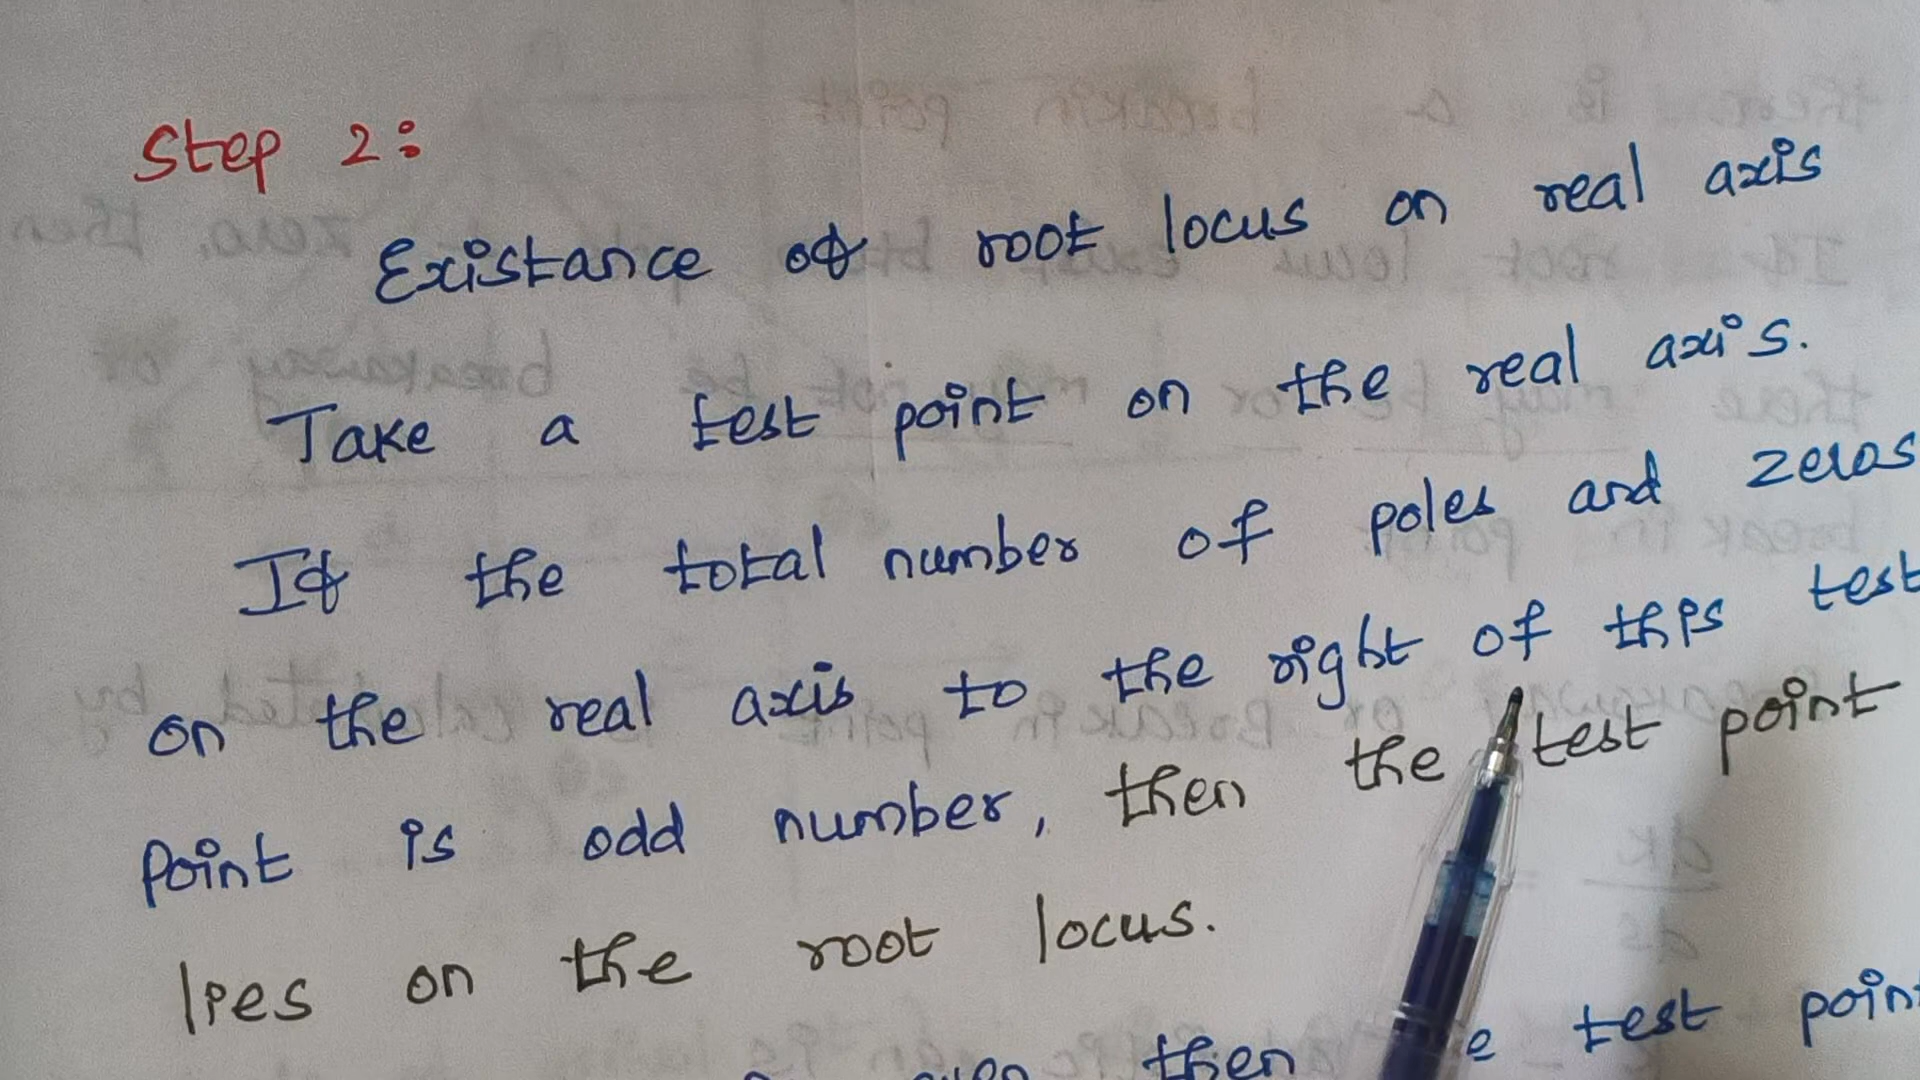 Step 2:
Existance of root locus on real axis
Take a test point on the real axis.
If the total number of poles and zeros
on the real axis to the right of this test
Point is odd number, then the test point
lies on the root locus.
then test point